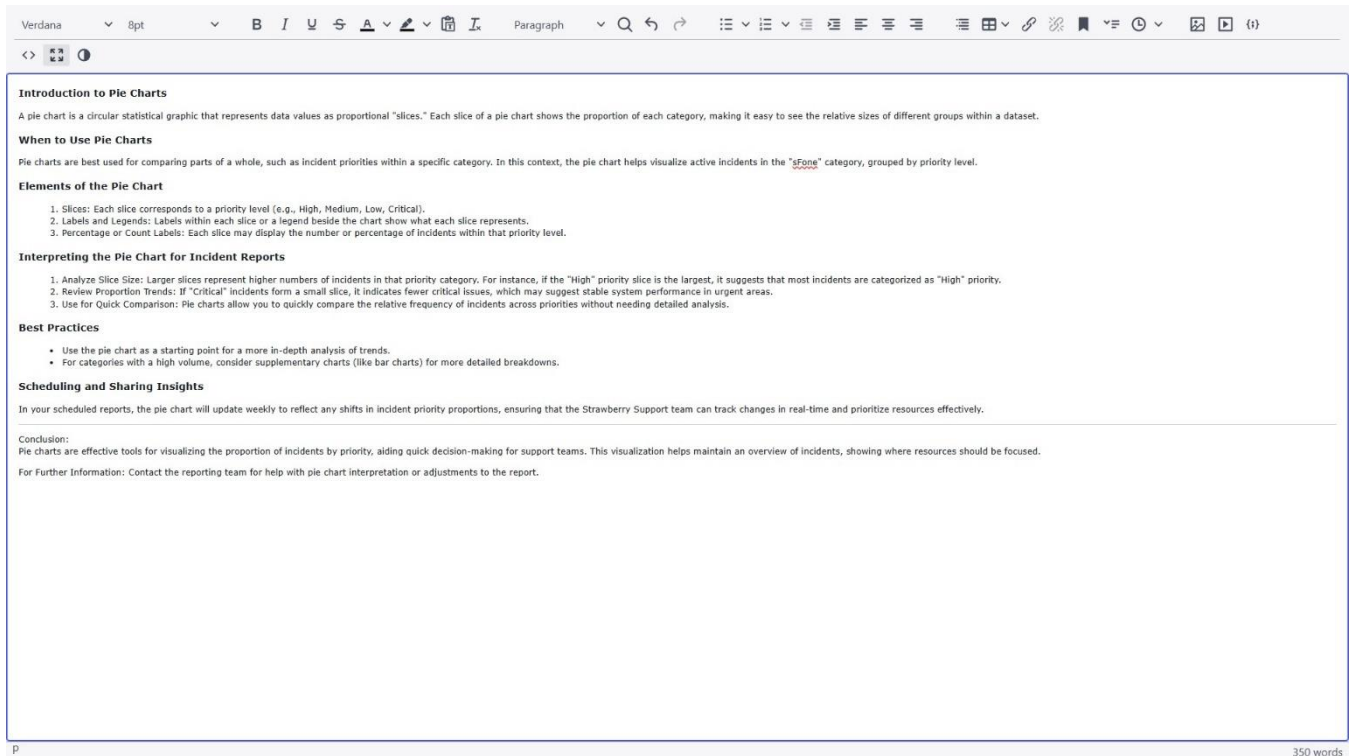 Verdana 8pt B I U S A Paragraph
Introduction to Pie Charts
A pie chart is a circular statistical graphic that represents data values as proportional "slices." Each slice of a pie chart shows the proportion of each category, making it easy to see the relative sizes of different groups within a dataset.
When to Use Pie Charts
Pie charts are best used for comparing parts of a whole, such as incident priorities within a specific category. In this context, the pie chart helps visualize active incidents in the "sFone" category, grouped by priority level.
Elements of the Pie Chart
1. Slices: Each slice corresponds to a priority level (e.g., High, Medium, Low, Critical).
2. Labels and Legends: Labels within each slice or a legend beside the chart show what each slice represents.
3. Percentage or Count Labels: Each slice may display the number or percentage of incidents within that priority level.
Interpreting the Pie Chart for Incident Reports
1. Analyze Slice Size: Larger slices represent higher numbers of incidents in that priority category. For instance, if the "High" priority slice is the largest, it suggests that most incidents are categorized as "High" priority.
2. Review Proportion Trends: If "Critical" incidents form a small slice, it indicates fewer critical issues, which may suggest stable system performance in urgent areas.
3. Use for Quick Comparison: Pie charts allow you to quickly compare the relative frequency of incidents across priorities without needing detailed analysis.
Best Practices
• Use the pie chart as a starting point for a more in-depth analysis of trends.
• For categories with a high volume, consider supplementary charts (like bar charts) for more detailed breakdowns.
Scheduling and Sharing Insights
In your scheduled reports, the pie chart will update weekly to reflect any shifts in incident priority proportions, ensuring that the Strawberry Support team can track changes in real-time and prioritize resources effectively.
Conclusion:
Pie charts are effective tools for visualizing the proportion of incidents by priority, aiding quick decision-making for support teams. This visualization helps maintain an overview of incidents, showing where resources should be focused.
For Further Information: Contact the reporting team for help with pie chart interpretation or adjustments to the report.
p 350 words